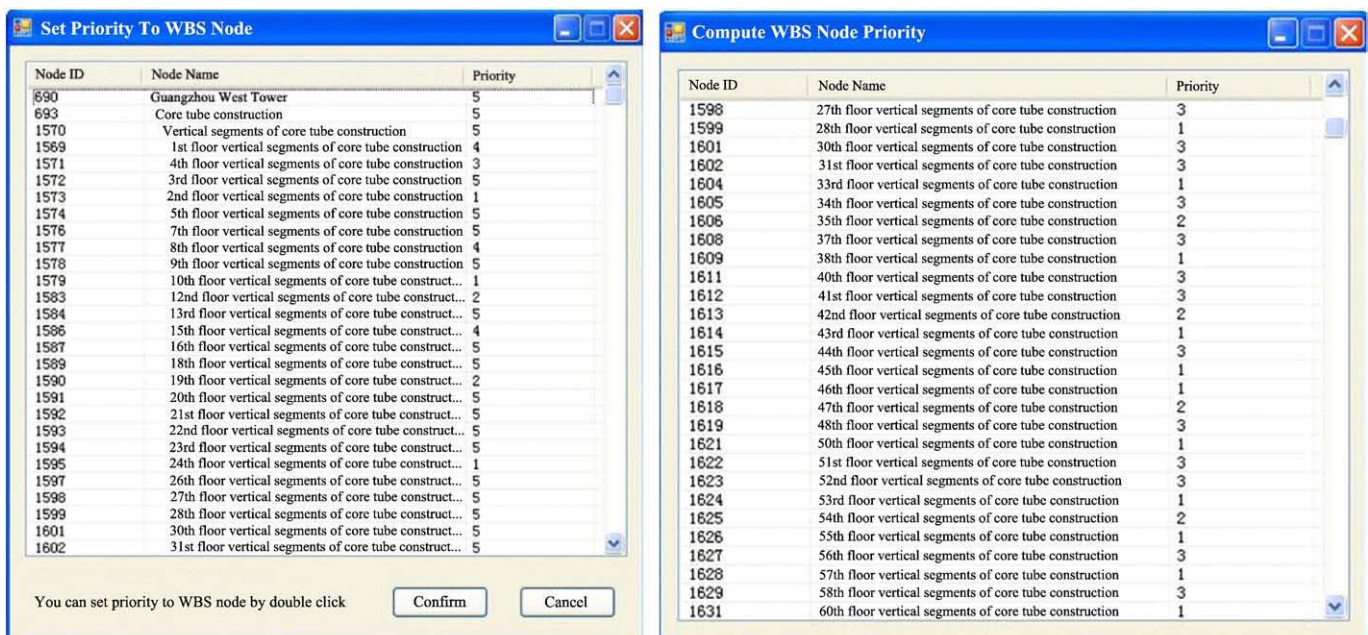 Set Priority To WBS Node
Node ID Node Name Priority
690 Guangzhou West Tower 5
693 Core tube construction 5
1570 Vertical segments of core tube construction 5
1569 1st floor vertical segments of core tube construction 4
1571 4th floor vertical segments of core tube construction 3
1572 3rd floor vertical segments of core tube construction 5
1573 2nd floor vertical segments of core tube construction 1
1574 5th floor vertical segments of core tube construction 5
1576 7th floor vertical segments of core tube construction 5
1577 8th floor vertical segments of core tube construction 4
1578 9th floor vertical segments of core tube construction 5
1579 10th floor vertical segments of core tube construct... 1
1583 12nd floor vertical segments of core tube construct... 2
1584 13rd floor vertical segments of core tube construct... 5
1586 15th floor vertical segments of core tube construct... 4
1587 16th floor vertical segments of core tube construct... 5
1589 18th floor vertical segments of core tube construct... 5
1590 19th floor vertical segments of core tube construct... 2
1591 20th floor vertical segments of core tube construct... 5
1592 21st floor vertical segments of core tube construct... 5
1593 22nd floor vertical segments of core tube construct... 5
1594 23rd floor vertical segments of core tube construct... 5
1595 24th floor vertical segments of core tube construct... 1
1597 26th floor vertical segments of core tube construct... 5
1598 27th floor vertical segments of core tube construct... 5
1599 28th floor vertical segments of core tube construct... 5
1601 30th floor vertical segments of core tube construct... 5
1602 31st floor vertical segments of core tube construct... 5
You can set priority to WBS node by double click Confirm Cancel
Compute WBS Node Priority
Node ID Node Name Priority
1598 27th floor vertical segments of core tube construction 3
1599 28th floor vertical segments of core tube construction 1
1601 30th floor vertical segments of core tube construction 3
1602 31st floor vertical segments of core tube construction 3
1604 33rd floor vertical segments of core tube construction 1
1605 34th floor vertical segments of core tube construction 3
1606 35th floor vertical segments of core tube construction 2
1608 37th floor vertical segments of core tube construction 3
1609 38th floor vertical segments of core tube construction 1
1611 40th floor vertical segments of core tube construction 3
1612 41st floor vertical segments of core tube construction 3
1613 42nd floor vertical segments of core tube construction 2
1614 43rd floor vertical segments of core tube construction 1
1615 44th floor vertical segments of core tube construction 3
1616 45th floor vertical segments of core tube construction 1
1617 46th floor vertical segments of core tube construction 1
1618 47th floor vertical segments of core tube construction 2
1619 48th floor vertical segments of core tube construction 3
1621 50th floor vertical segments of core tube construction 1
1622 51st floor vertical segments of core tube construction 3
1623 52nd floor vertical segments of core tube construction 3
1624 53rd floor vertical segments of core tube construction 1
1625 54th floor vertical segments of core tube construction 2
1626 55th floor vertical segments of core tube construction 1
1627 56th floor vertical segments of core tube construction 3
1628 57th floor vertical segments of core tube construction 1
1629 58th floor vertical segments of core tube construction 3
1631 60th floor vertical segments of core tube construction 1